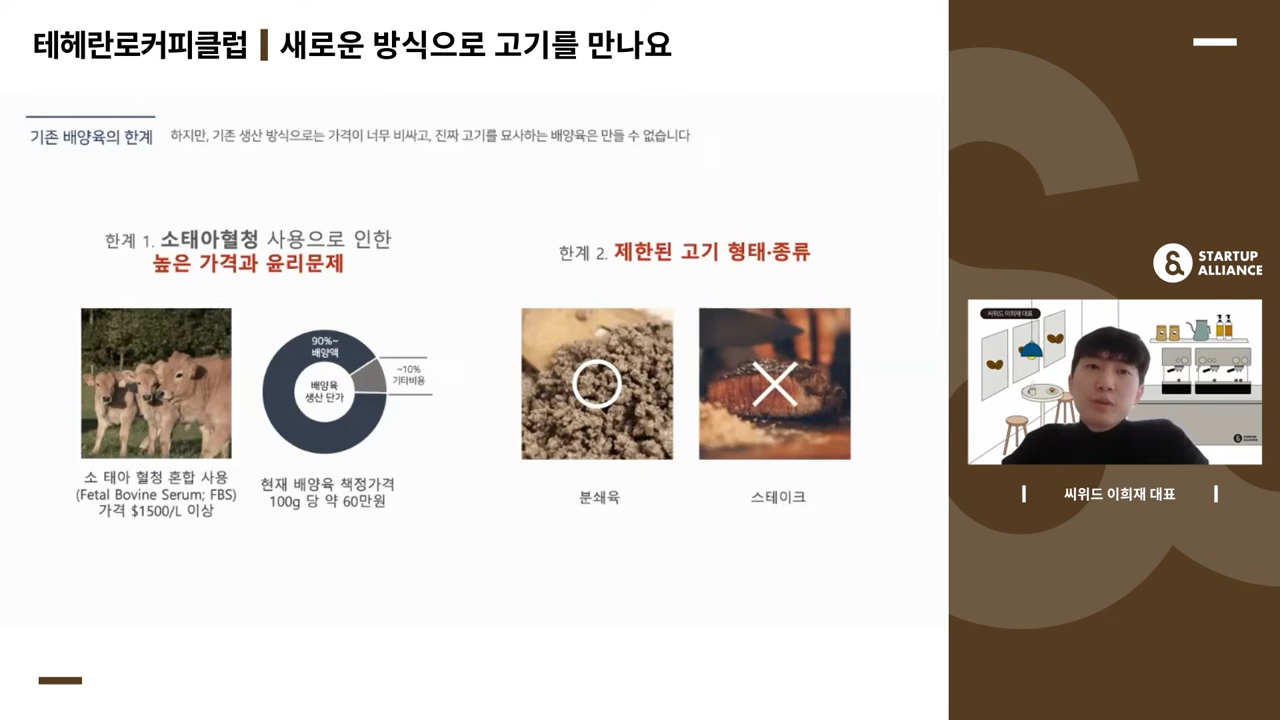 테헤란로커피클럽 | 새로운 방식으로 고기를 만나요
기존 배양육의 한계
하지만, 기존 생산 방식으로는 가격이 너무 비싸고, 진짜 고기를 묘사하는 배양육은 만들 수 없습니다
한계 1. 소태아혈청 사용으로 인한
높은 가격과 윤리문제
90%~
배양액
~10%
기타비용
배양육
생산 단가
소 태아 혈청 혼합 사용
(Fetal Bovine Serum; FBS)
가격 $1500/L 이상
현재 배양육 책정가격
100g 당 약 60만원
한계 2. 제한된 고기 형태·종류
분쇄육
스테이크
STARTUP
ALLIANCE
씨위드 이희재 대표
STARTUP
ALLIANCE
씨위드 이희재 대표